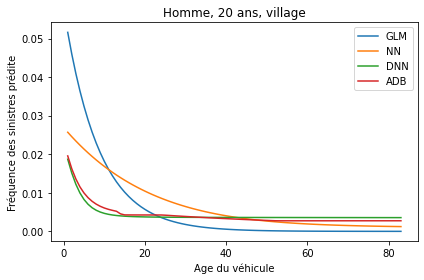 Homme, 20 ans, village
Fréquence des sinistres prédite
0.05
0.04
0.03
0.02
0.01
0.00
GLM
NN
DNN
ADB
0 20 40 60 80
Age du véhicule